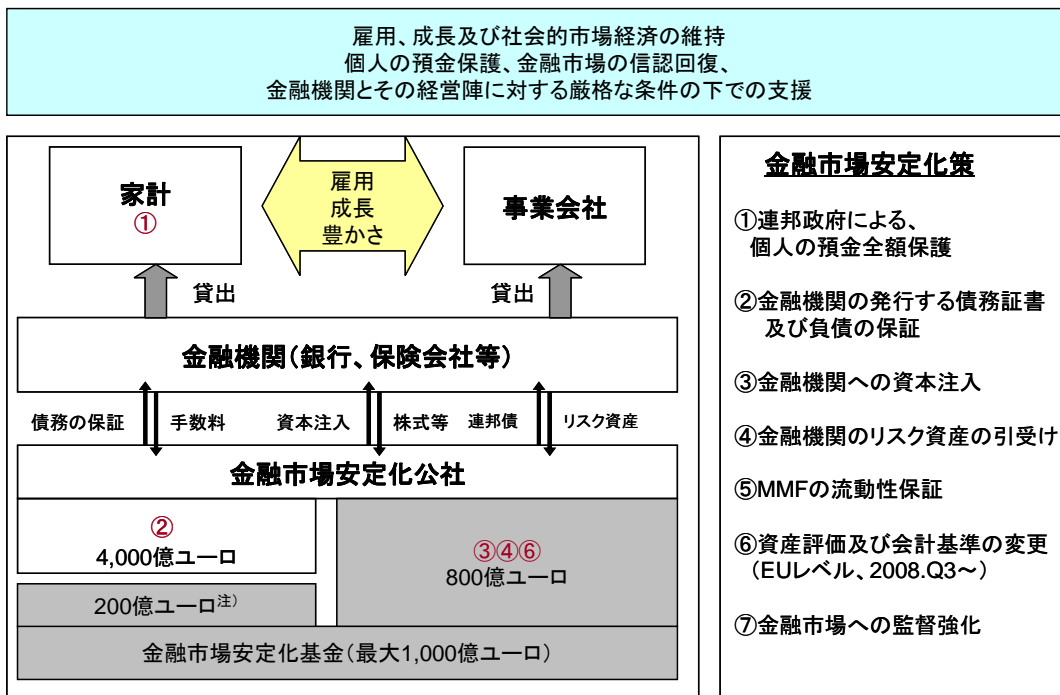 雇用、成長及び社会的市場経済の維持
個人の預金保護、金融市場の信認回復、
金融機関とその経営陣に対する厳格な条件の下での支援
家計
①
雇用
成長
豊かさ
事業会社
貸出
貸出
金融機関(銀行、保険会社等)
債務の保証
手数料
資本注入
株式等
連邦債
リスク資産
金融市場安定化公社
②
4,000億ユーロ
200億ユーロ注)
③④⑥
800億ユーロ
金融市場安定化基金(最大1,000億ユーロ)
金融市場安定化策
①連邦政府による、
個人の預金全額保護
②金融機関の発行する債務証書
及び負債の保証
③金融機関への資本注入
④金融機関のリスク資産の引受け
⑤MMFの流動性保証
⑥資産評価及び会計基準の変更
(EUレベル、2008.Q3~)
⑦金融市場への監督強化